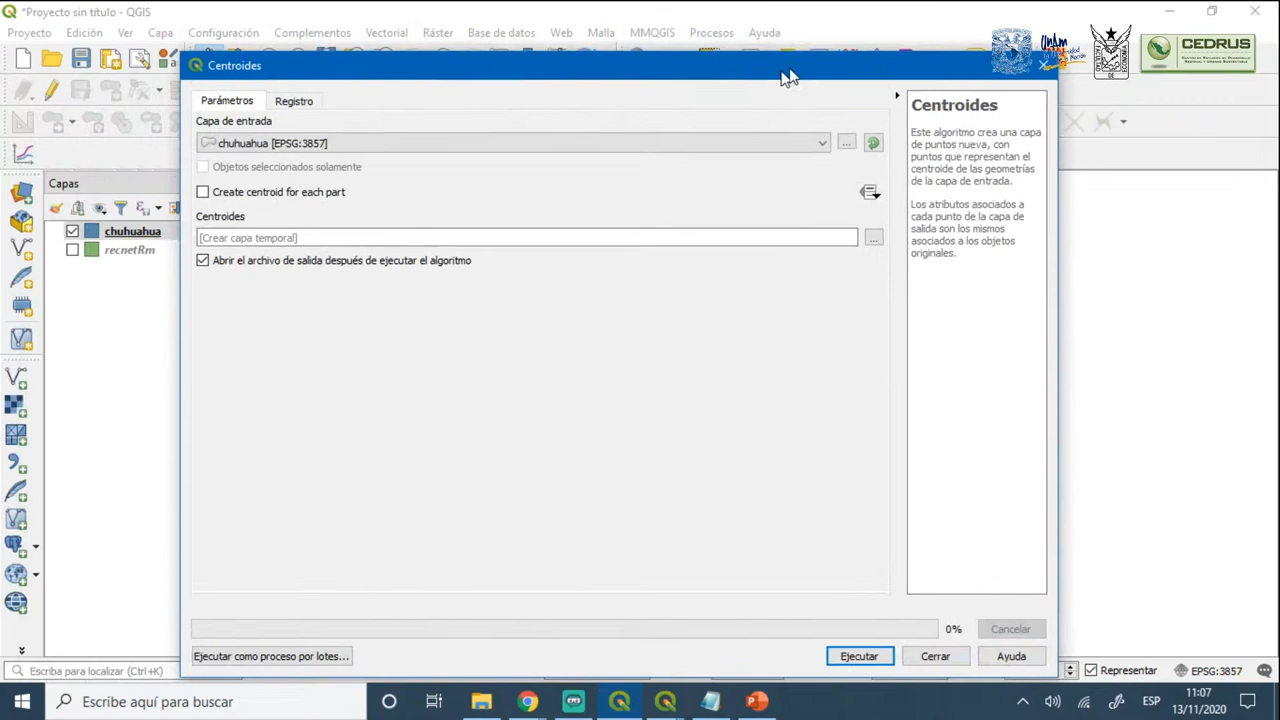 *Proyecto sin título - QGIS
Proyecto Edición Ver Capa Configuración Complementos Vectorial Ráster Base de datos Web Malla MMQGIS Procesos Ayuda
UNAM
CEDRUS
Centroides
Parámetros Registro
Capa de entrada
chuhuahua [EPSG:3857]
...
Objetos seleccionados solamente
Create centroid for each part
Centroides
[Crear capa temporal]
...
Abrir el archivo de salida después de ejecutar el algoritmo
Centroides
Este algoritmo crea una capa
de puntos nueva, con
puntos que representan el
centroide de las geometrías
de la capa de entrada.
Los atributos asociados a
cada punto de la capa de
salida son los mismos
asociados a los objetos
originales.
Capas
chuhuahua
recnetRm
0% Cancelar
Ejecutar como proceso por lotes... Ejecutar Cerrar Ayuda
Escriba para localizar (Ctrl+K)
Representar EPSG:3857
Escribe aquí para buscar
ESP
11:07
13/11/2020